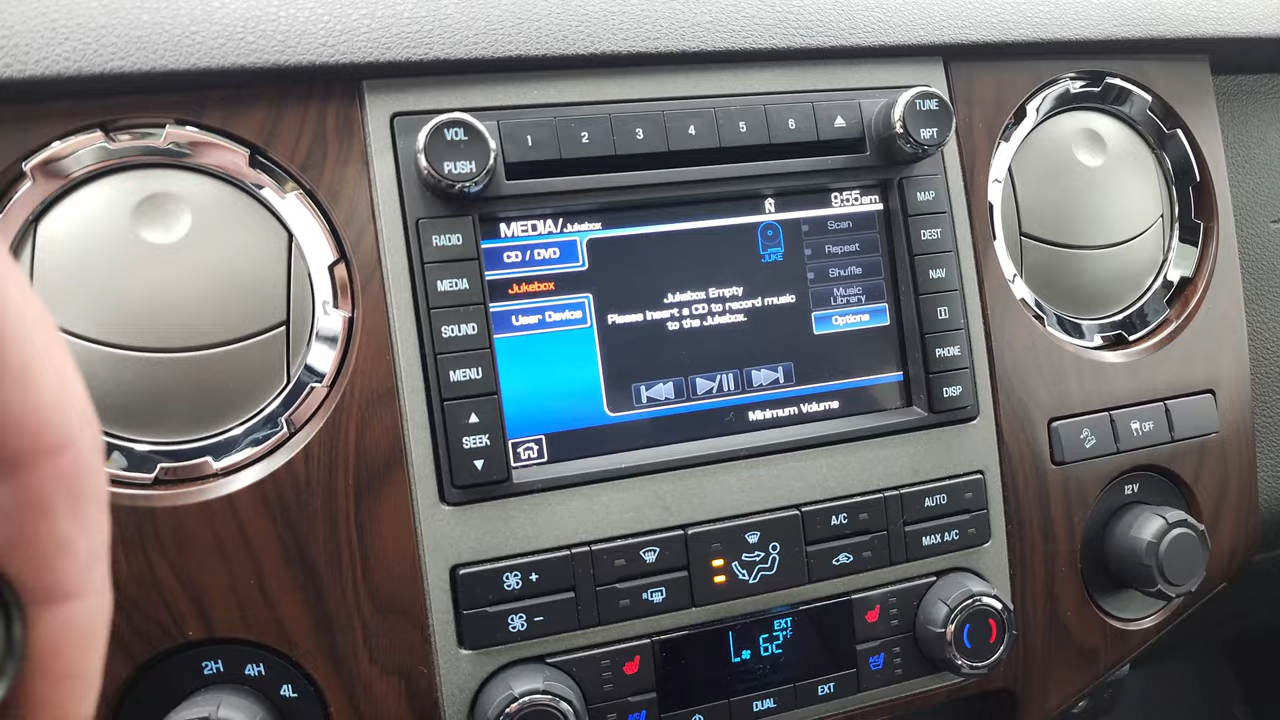 VOL
PUSH
1 2 3 4 5 6
TUNE
RPT
RADIO
MEDIA
SOUND
MENU
SEEK
MAP
DEST
NAV
PHONE
DISP
MEDIA/Jukebox
N
9:55am
CD / DVD
Jukebox
User Device
JUKE
Jukebox Empty
Please insert a CD to record music
to the Jukebox.
Scan
Repeat
Shuffle
Music
Library
Options
Minimum Volume
OFF
12V
A/C
AUTO
MAX A/C
R
EXT
62°F
A/C
DUAL
EXT
2H 4H 4L